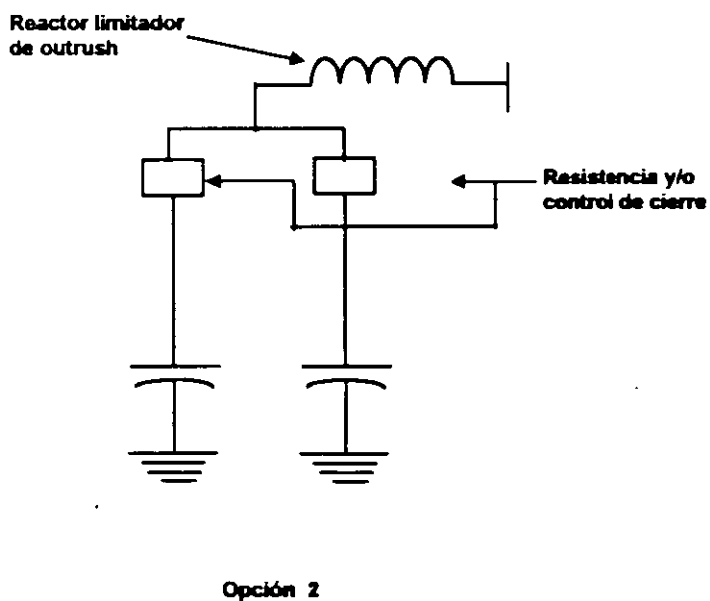 Reactor limitador
de outrush
Resistencia y/o
control de cierre
Opción 2